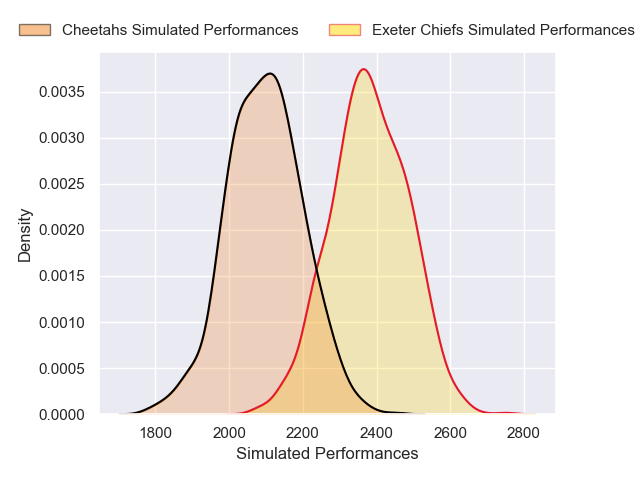 Cheetahs Simulated Performances
Exeter Chiefs Simulated Performances
Density
0.0035
0.0030
0.0025
0.0020
0.0015
0.0010
0.0005
0.0000
1800 2000 2200 2400 2600 2800
Simulated Performances